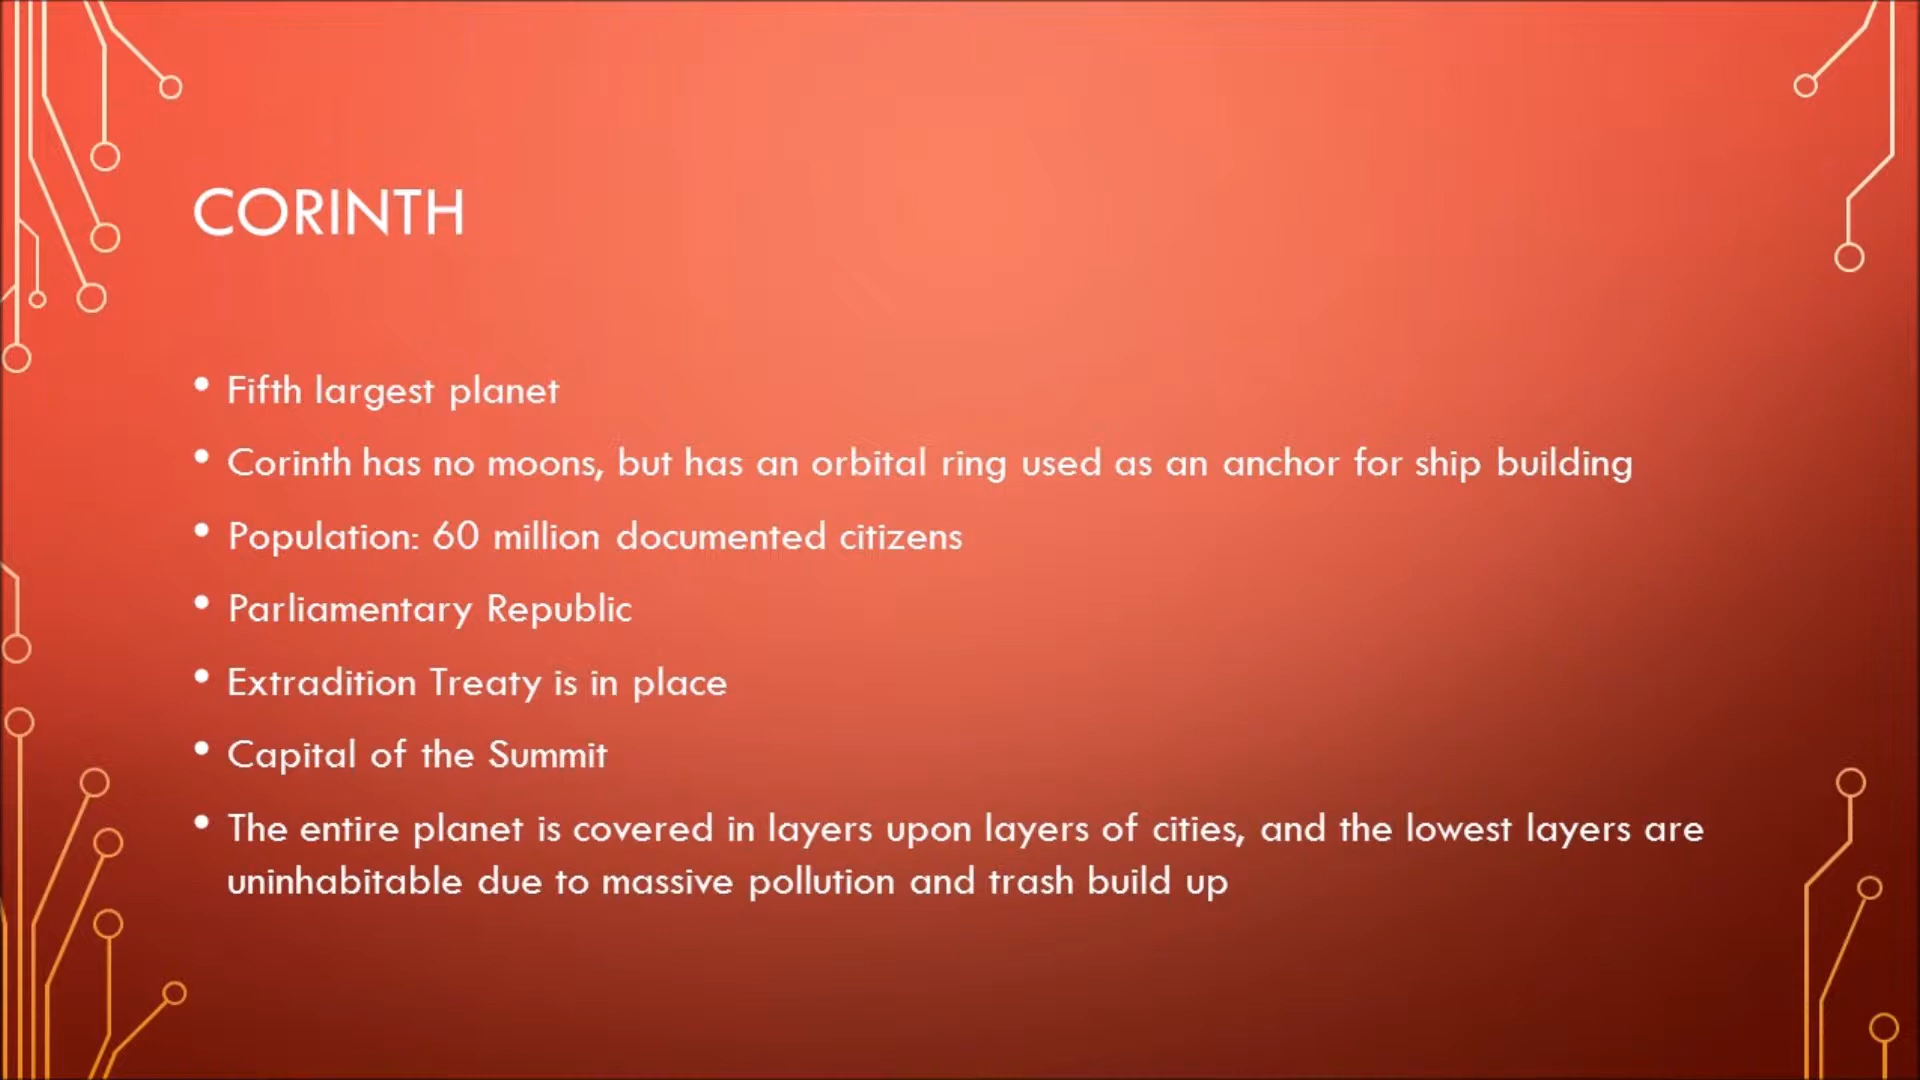 CORINTH
• Fifth largest planet
• Corinth has no moons, but has an orbital ring used as an anchor for ship building
• Population: 60 million documented citizens
• Parliamentary Republic
• Extradition Treaty is in place
• Capital of the Summit
• The entire planet is covered in layers upon layers of cities, and the lowest layers are
uninhabitable due to massive pollution and trash build up